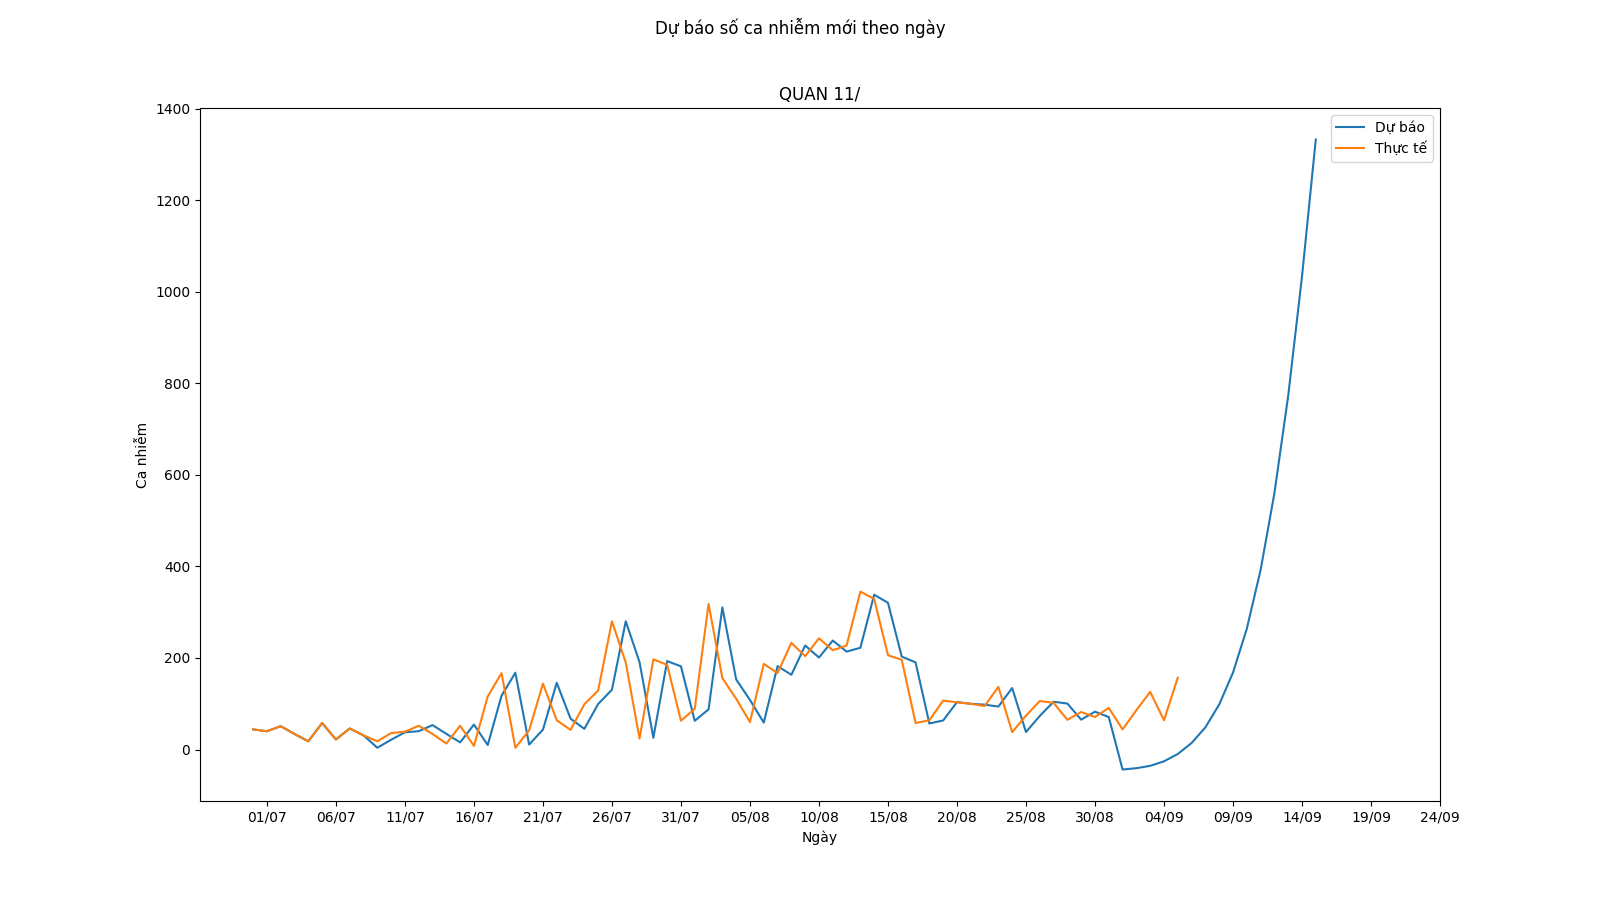 Dự báo số ca nhiễm mới theo ngày
QUAN 11/
1400
1200
1000
800
600
400
200
0
Ca nhiễm
Dự báo
Thực tế
01/07 06/07 11/07 16/07 21/07 26/07 31/07 05/08 10/08 15/08 20/08 25/08 30/08 04/09 09/09 14/09 19/09 24/09
Ngày